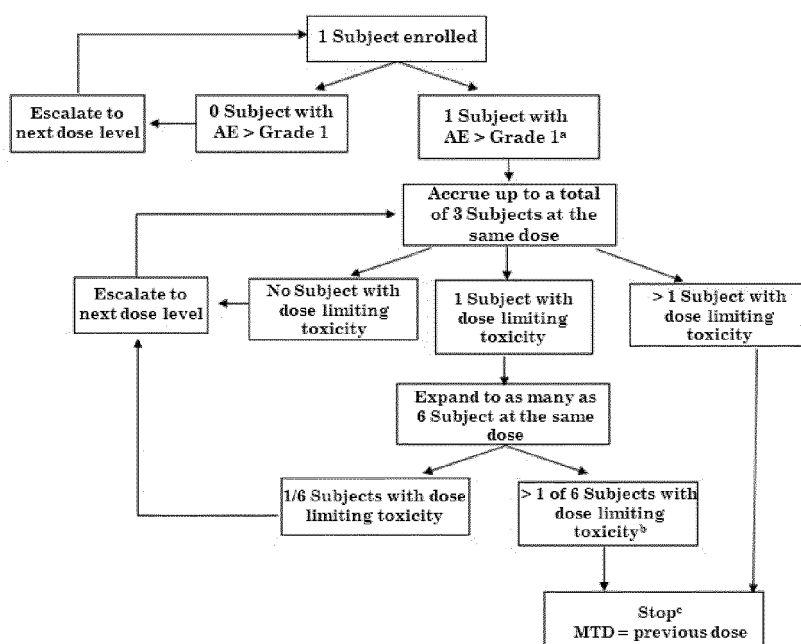 1 Subject enrolled
Escalate to
next dose level
0 Subject with
AE > Grade 1
1 Subject with
AE > Grade 1ᵃ
Accrue up to a total
of 3 Subjects at the
same dose
Escalate to
next dose level
No Subject with
dose limiting
toxicity
1 Subject with
dose limiting
toxicity
> 1 Subject with
dose limiting
toxicity
Expand to as many as
6 Subject at the same
dose
1/6 Subjects with dose
limiting toxicity
> 1 of 6 Subjects with
dose limiting
toxicityᵇ
Stopᶜ
MTD = previous dose